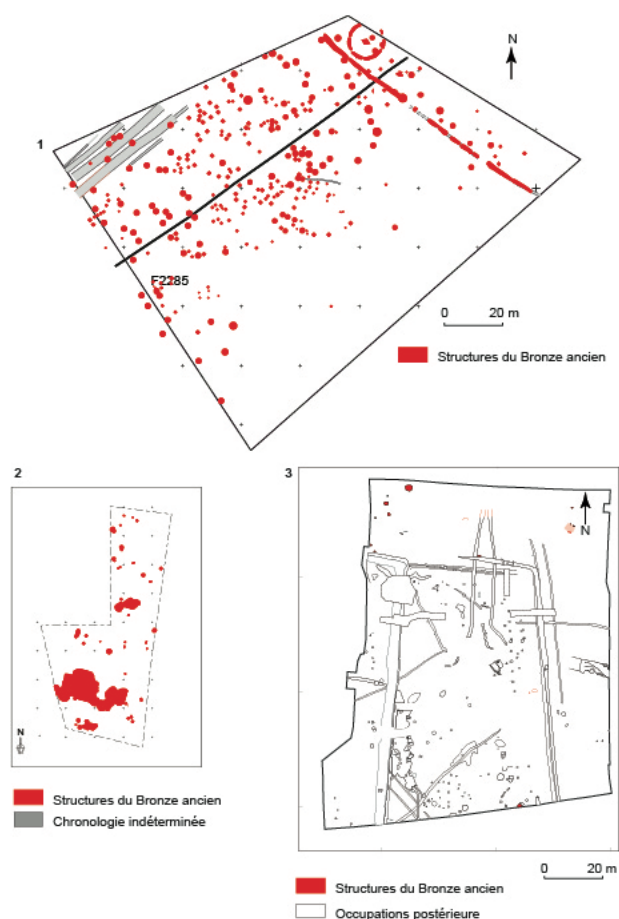 N
1
F2285
0 20 m
Structures du Bronze ancien
2
N
Structures du Bronze ancien
Chronologie indéterminée
3
N
0 20 m
Structures du Bronze ancien
Occupations postérieure